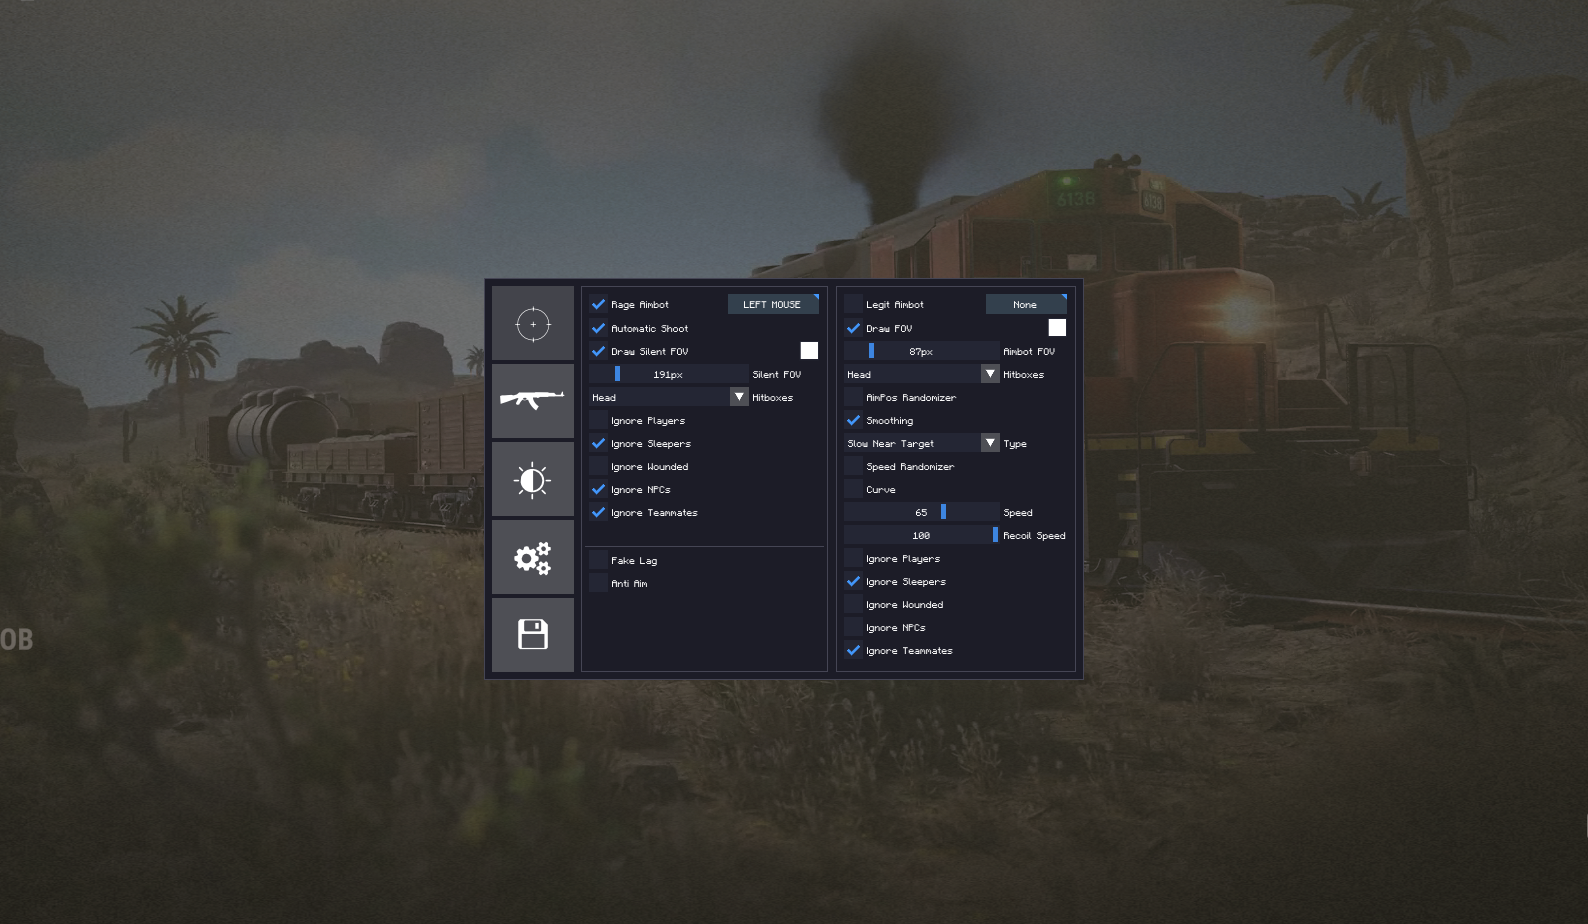 6138
6138
OB
Rage Aimbot
LEFT MOUSE
Automatic Shoot
Draw Silent FOV
191px
Silent FOV
Head
Hitboxes
Ignore Players
Ignore Sleepers
Ignore Wounded
Ignore NPCs
Ignore Teammates
Fake Lag
Anti Aim
Legit Aimbot
None
Draw FOV
87px
Aimbot FOV
Head
Hitboxes
AimPos Randomizer
Smoothing
Slow Near Target
Type
Speed Randomizer
Curve
65
Speed
100
Recoil Speed
Ignore Players
Ignore Sleepers
Ignore Wounded
Ignore NPCs
Ignore Teammates